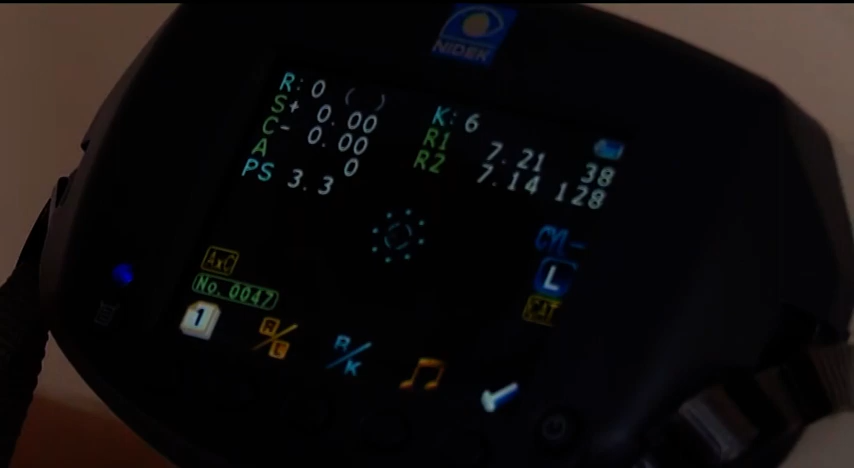 NIDEK
R: 0 ( )
S+ 0.00
C- 0.00
A 0
PS 3.3
K: 6
R1 7.21 38
R2 7.14 128
CYL-
L
CAT
AxC
No. 0047
1
R/L
R/K